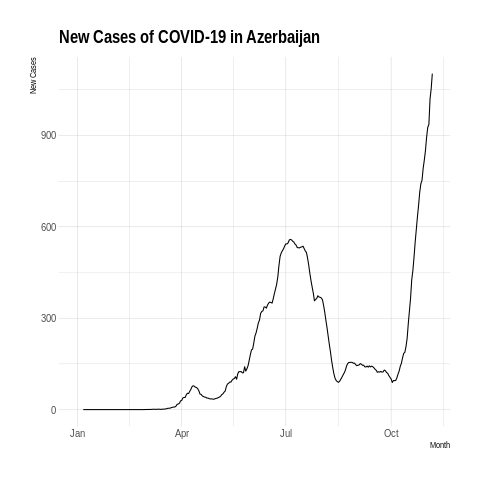 New Cases of COVID-19 in Azerbaijan
New Cases
900
600
300
0
Jan Apr Jul Oct
Month